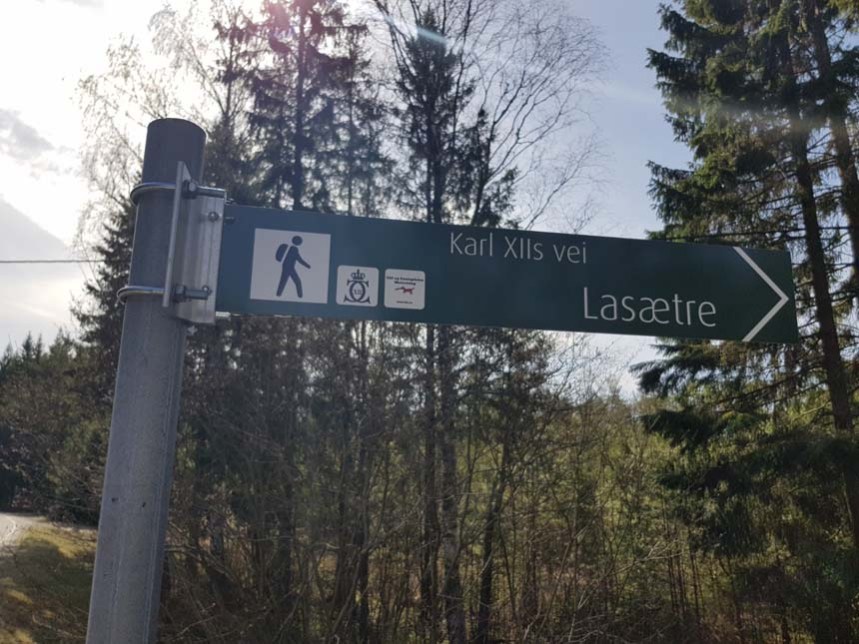 Karl XIIs vei
Lasætre